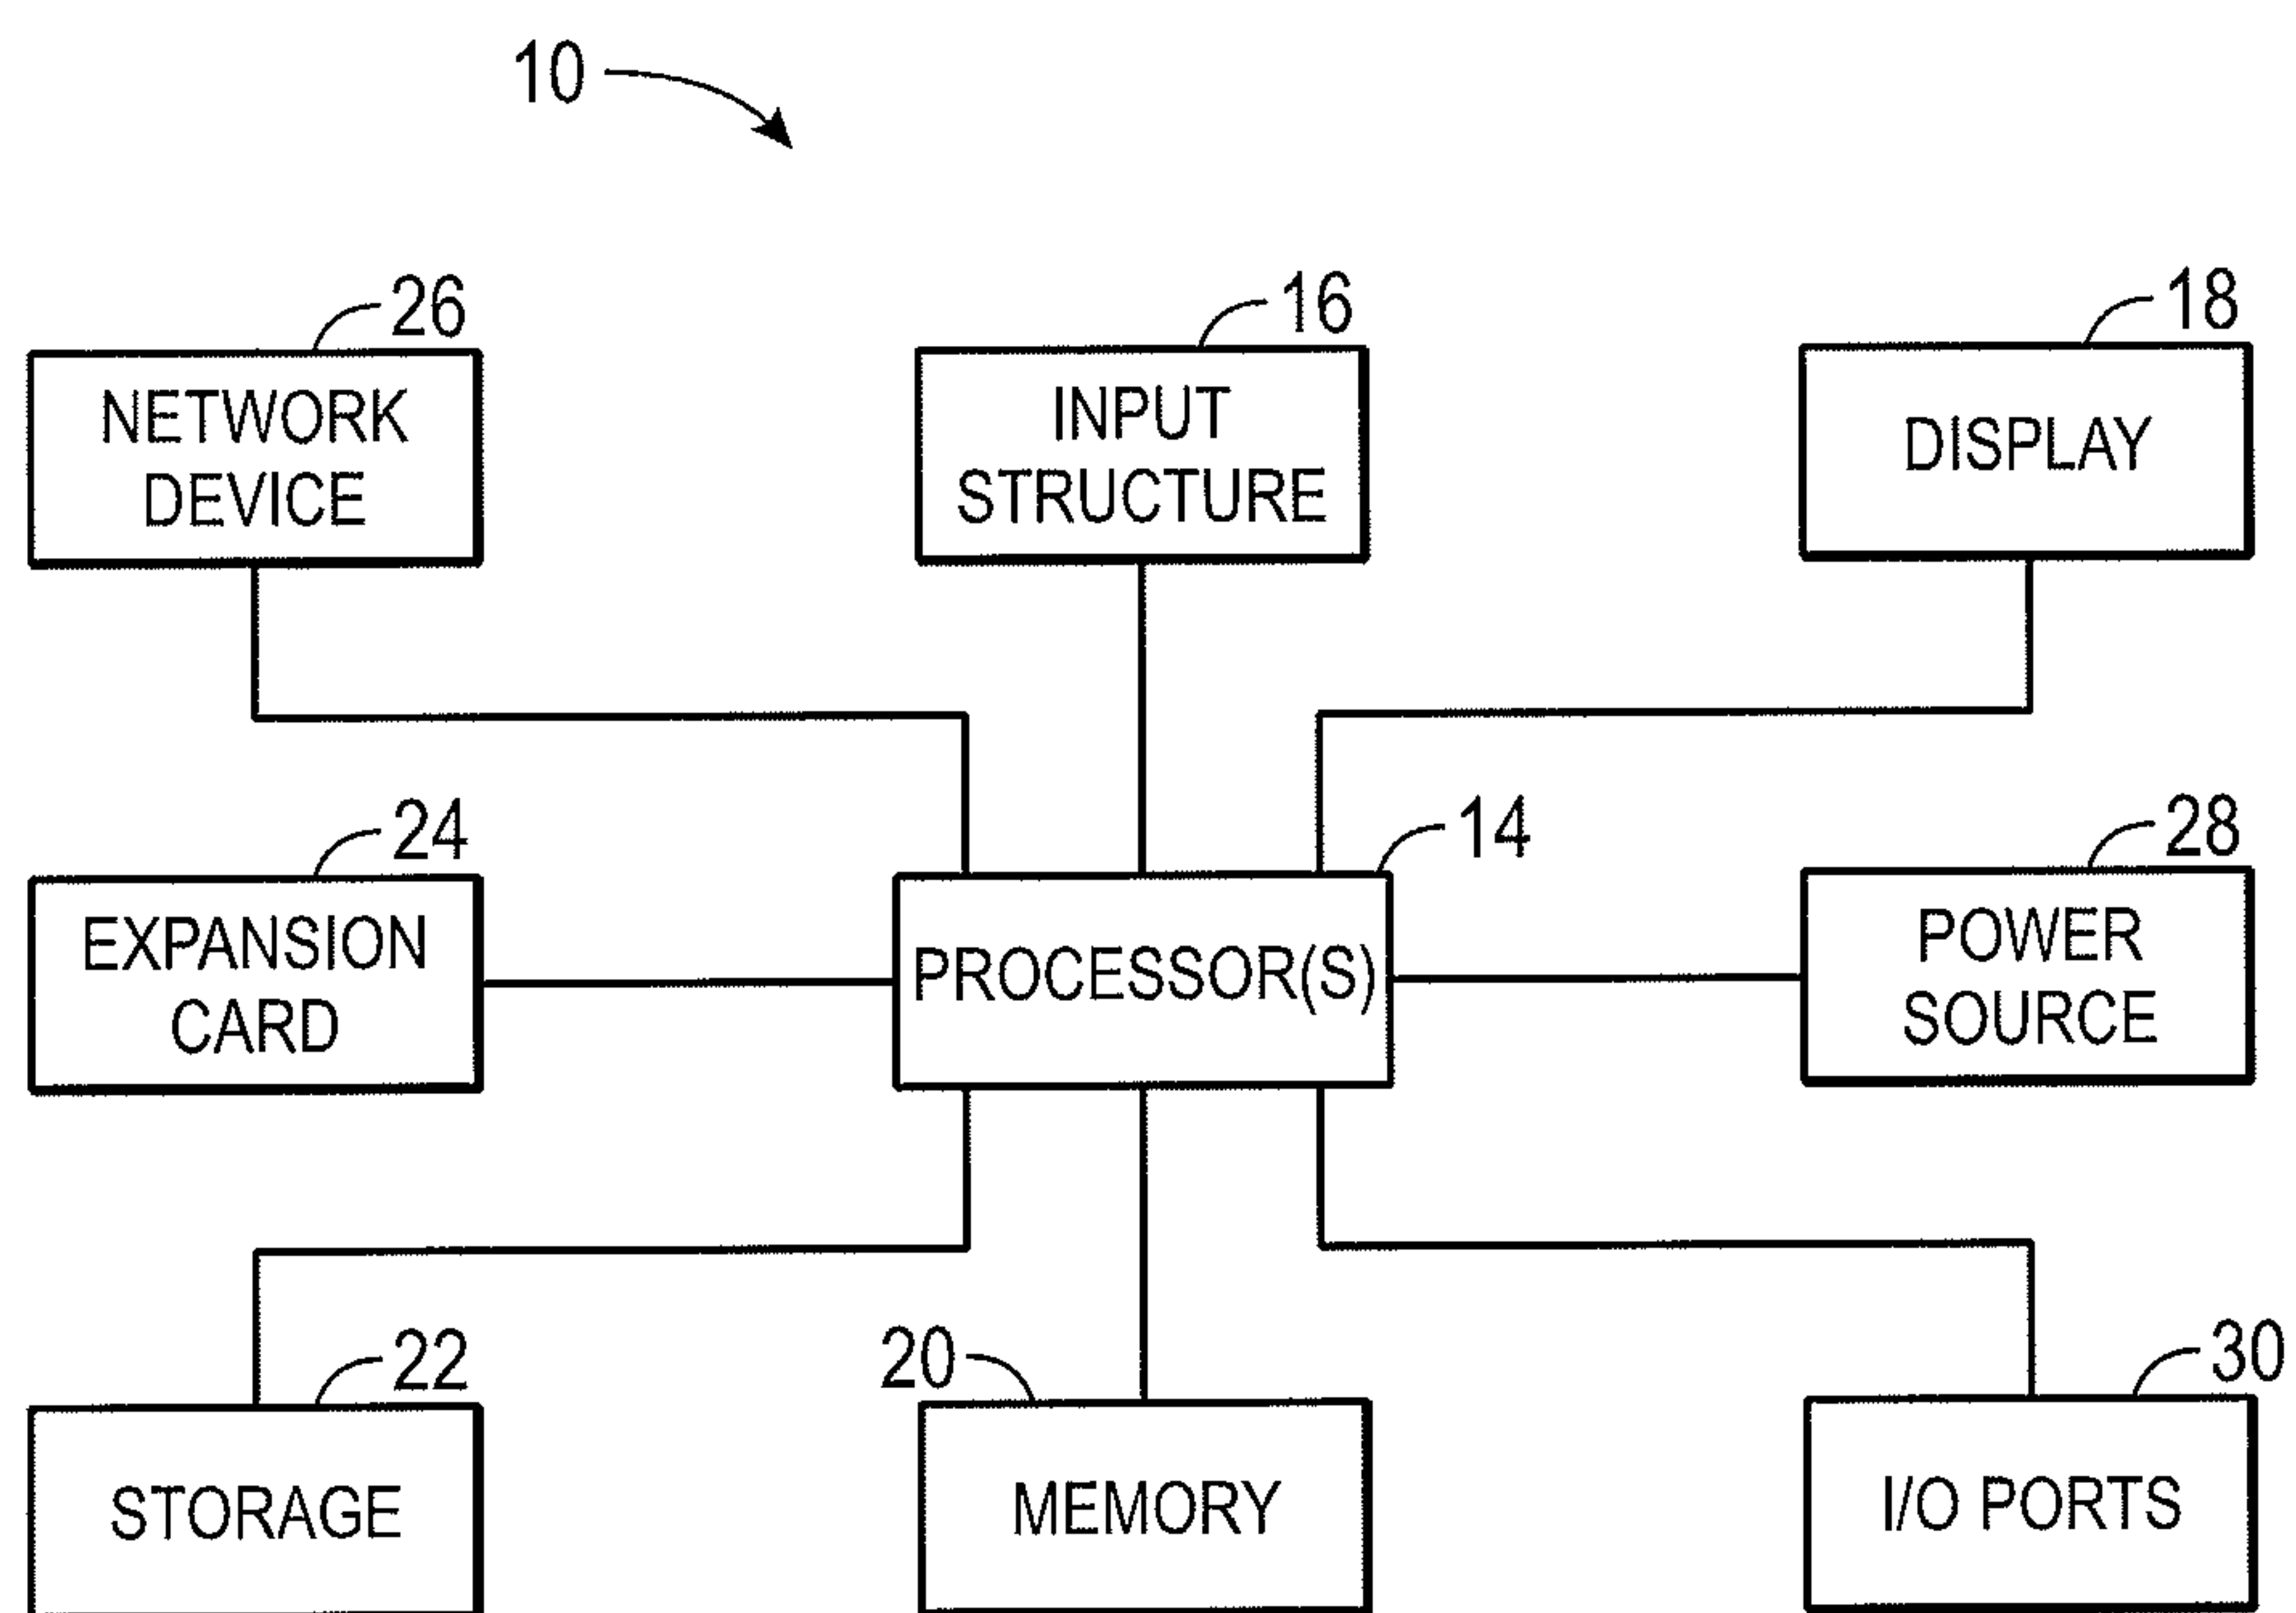 10
26
16
18
NETWORK
DEVICE
INPUT
STRUCTURE
DISPLAY
24
14
28
EXPANSION
CARD
PROCESSOR(S)
POWER
SOURCE
22
20
30
STORAGE
MEMORY
I/O PORTS